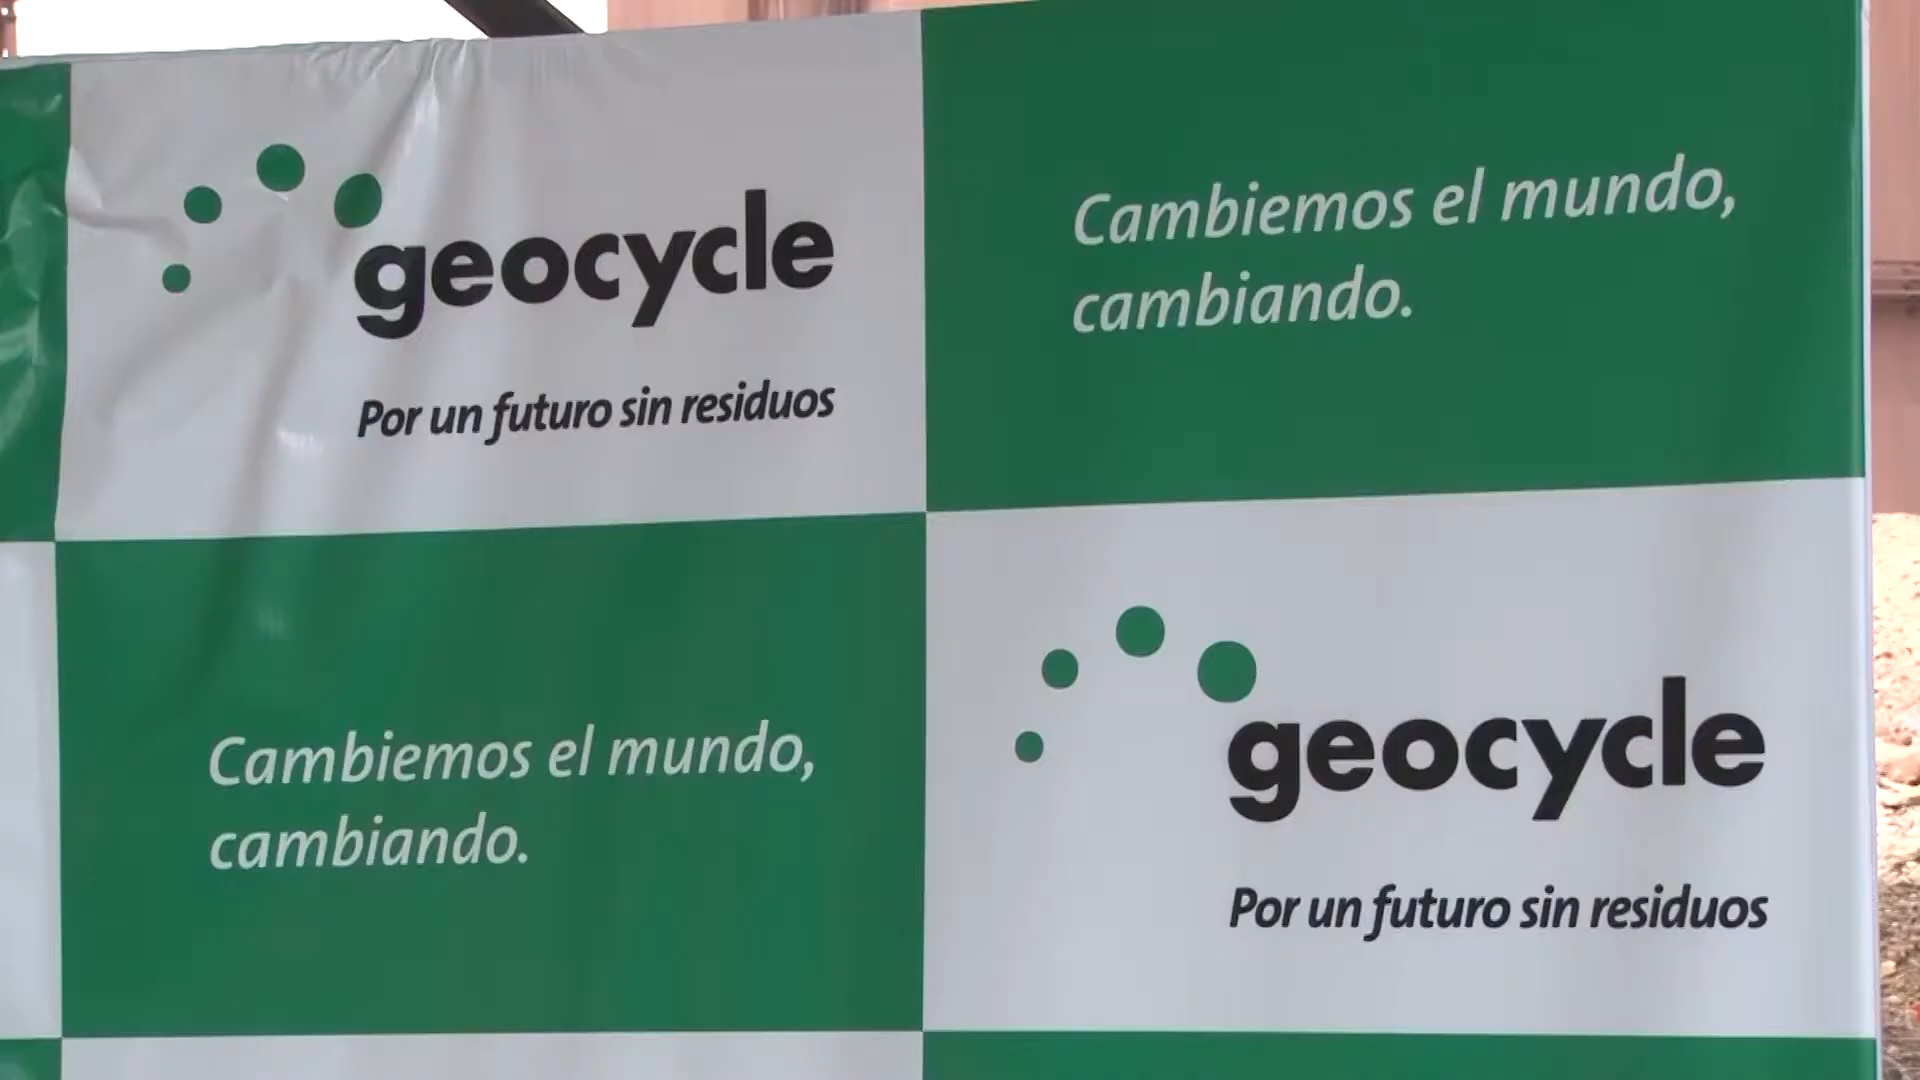 geocycle
Por un futuro sin residuos
Cambiemos el mundo,
cambiando.
Cambiemos el mundo,
cambiando.
geocycle
Por un futuro sin residuos